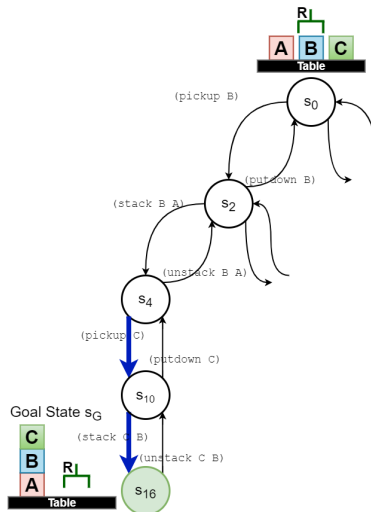 R
A B C
Table
(pickup B)
s0
(putdown B)
s2
(stack B A)
(unstack B A)
s4
(pickup C)
(putdown C)
s10
Goal State sG
C
(stack C B)
B
(unstack C B)
R
A
s16
Table